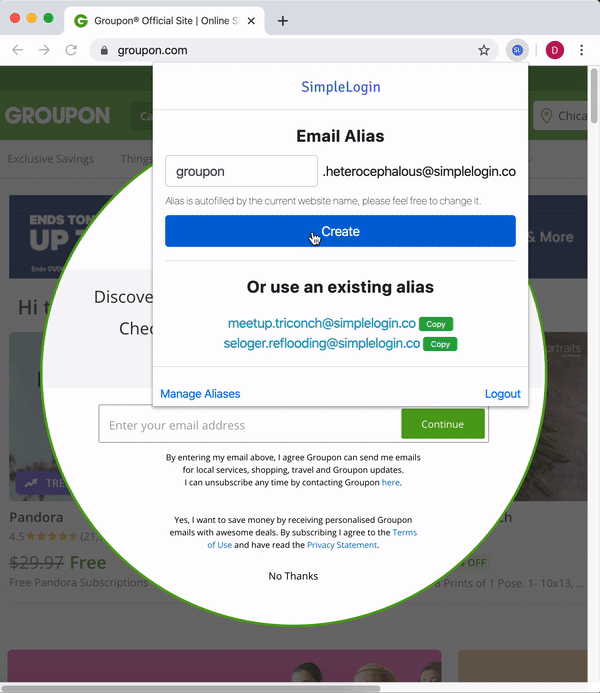 Groupon® Official Site | Online S
groupon.com
SL
D
GROUPON
Ca
Chica
Exclusive Savings
Things
SimpleLogin
Email Alias
groupon
.heterocephalous@simplelogin.co
Alias is autofilled by the current website name, please feel free to change it.
Create
Or use an existing alias
meetup.triconch@simplelogin.co Copy
seloger.reflooding@simplelogin.co Copy
Manage Aliases
Logout
ENDS TON
UP T
Ends 01/0
& More
Hi t
Discove
Chec
Enter your email address
Continue
By entering my email above, I agree Groupon can send me emails
for local services, shopping, travel and Groupon updates.
I can unsubscribe any time by contacting Groupon here.
Yes, I want to save money by receiving personalised Groupon
emails with awesome deals. By subscribing I agree to the Terms
of Use and have read the Privacy Statement.
No Thanks
TRE
Pandora
4.5
(21,
$29.97 Free
Free Pandora Subscriptions
portraits
ch
OFF
8 Prints of 1 Pose. 1- 10x13, ...